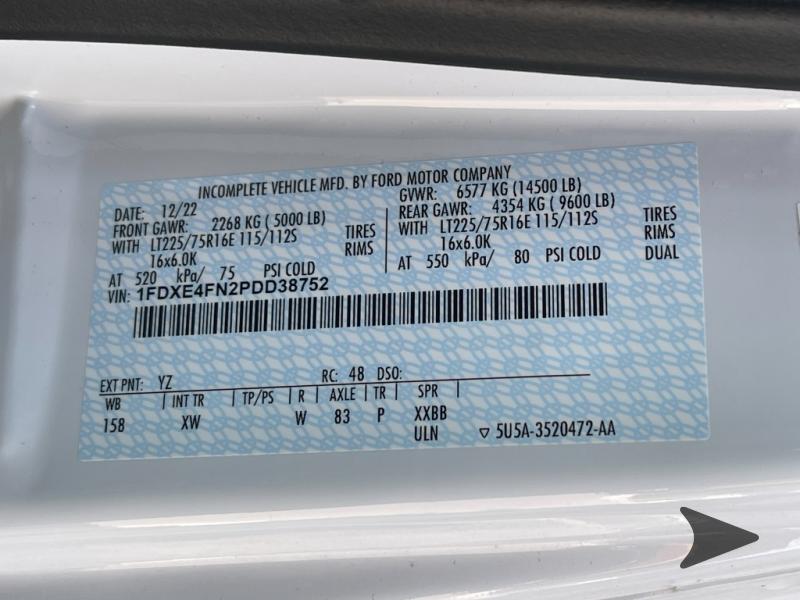 INCOMPLETE VEHICLE MFD. BY FORD MOTOR COMPANY
DATE: 12/22 GVWR: 6577 KG (14500 LB)
FRONT GAWR: 2268 KG ( 5000 LB) REAR GAWR: 4354 KG ( 9600 LB)
WITH LT225/75R16E 115/112S TIRES WITH LT225/75R16E 115/112S TIRES
16x6.0K RIMS 16x6.0K RIMS
AT 520 kPa/ 75 PSI COLD AT 550 kPa/ 80 PSI COLD DUAL
VIN: 1FDXE4FN2PDD38752
EXT PNT: YZ RC: 48 DSO:
WB INT TR TP/PS R AXLE TR SPR
158 XW W 83 P XXBB
ULN ▽ 5U5A-3520472-AA